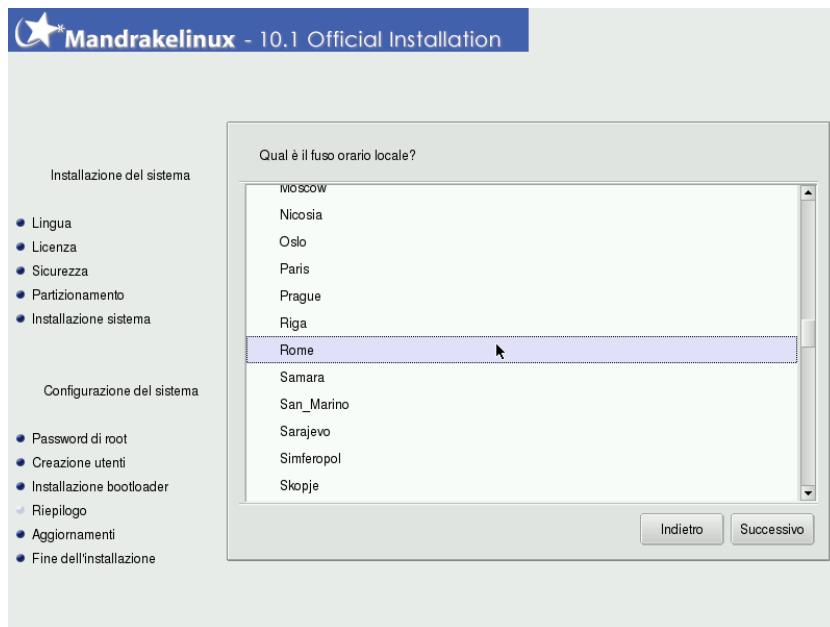 Mandrakelinux - 10.1 Official Installation
Installazione del sistema
Lingua
Licenza
Sicurezza
Partizionamento
Installazione sistema
Configurazione del sistema
Password di root
Creazione utenti
Installazione bootloader
Riepilogo
Aggiornamenti
Fine dell'installazione
Qual è il fuso orario locale?
Moscow
Nicosia
Oslo
Paris
Prague
Riga
Rome
Samara
San_Marino
Sarajevo
Simferopol
Skopje
Indietro
Successivo